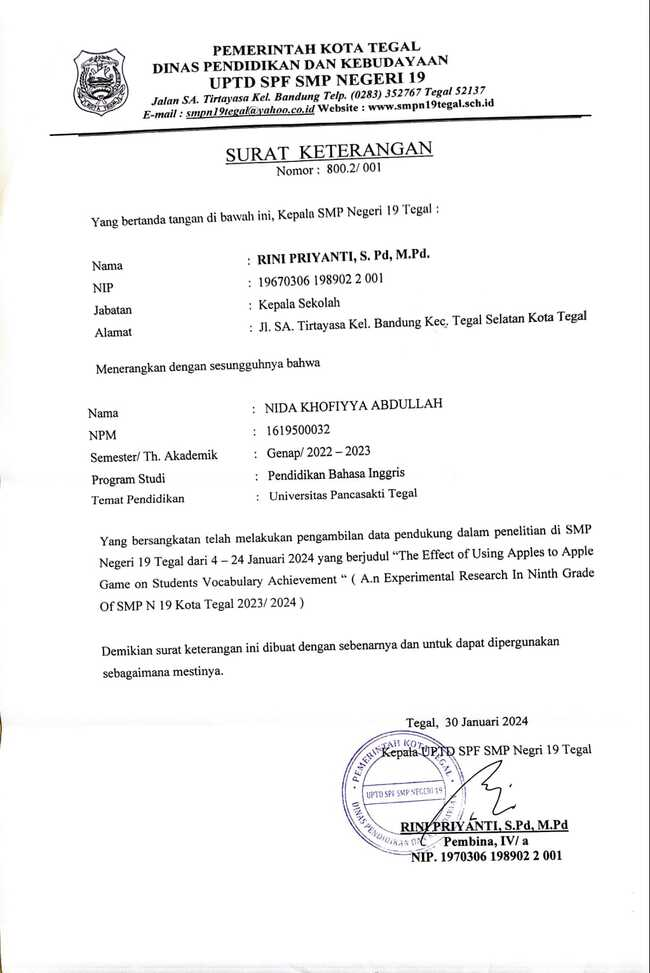 PEMERINTAH KOTA TEGAL
DINAS PENDIDIKAN DAN KEBUDAYAAN
UPTD SPF SMP NEGERI 19
Jalan SA. Tirtayasa Kel. Bandung Telp. (0283) 352767 Tegal 52137
E-mail : smpn19tegal@yahoo.co.id Website : www.smpn19tegal.sch.id
SURAT KETERANGAN
Nomor : 800.2/ 001
Yang bertanda tangan di bawah ini, Kepala SMP Negeri 19 Tegal :
Nama : RINI PRIYANTI, S. Pd, M.Pd.
NIP : 19670306 198902 2 001
Jabatan : Kepala Sekolah
Alamat : Jl. SA. Tirtayasa Kel. Bandung Kec. Tegal Selatan Kota Tegal
Menerangkan dengan sesungguhnya bahwa
Nama : NIDA KHOFIYYA ABDULLAH
NPM : 1619500032
Semester/ Th. Akademik : Genap/ 2022 – 2023
Program Studi : Pendidikan Bahasa Inggris
Temat Pendidikan : Universitas Pancasakti Tegal
Yang bersangkatan telah melakukan pengambilan data pendukung dalam penelitian di SMP
Negeri 19 Tegal dari 4 – 24 Januari 2024 yang berjudul “The Effect of Using Apples to Apple
Game on Students Vocabulary Achievement “ ( A.n Experimental Research In Ninth Grade
Of SMP N 19 Kota Tegal 2023/ 2024 )
Demikian surat keterangan ini dibuat dengan sebenarnya dan untuk dapat dipergunakan
sebagaimana mestinya.
Tegal, 30 Januari 2024
Kepala UPTD SPF SMP Negri 19 Tegal
PEMERINTAH KOTA TEGAL
UPTD SPF SMP NEGERI 19
DINAS PENDIDIKAN DAN KEBUDAYAAN
RINI PRIYANTI, S.Pd, M.Pd
Pembina, IV/ a
NIP. 1970306 198902 2 001